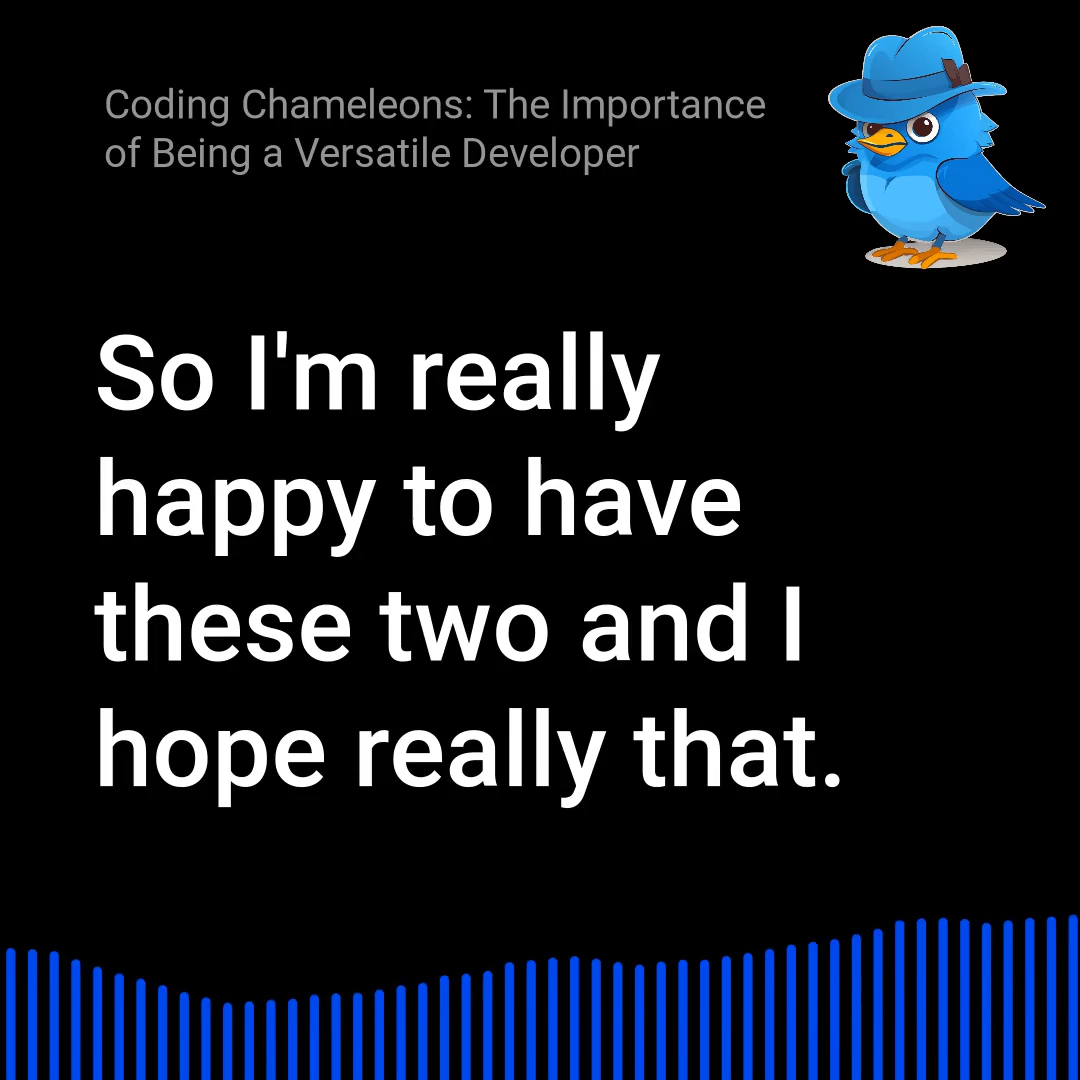 Coding Chameleons: The Importance
of Being a Versatile Developer
So I'm really
happy to have
these two and I
hope really that.